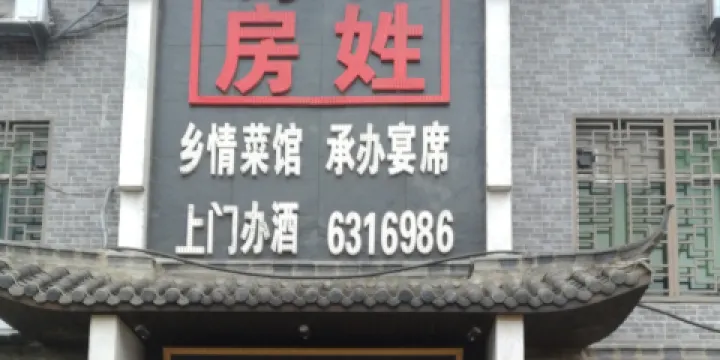 房 姓
乡情菜馆 承办宴席
上门办酒 6316986